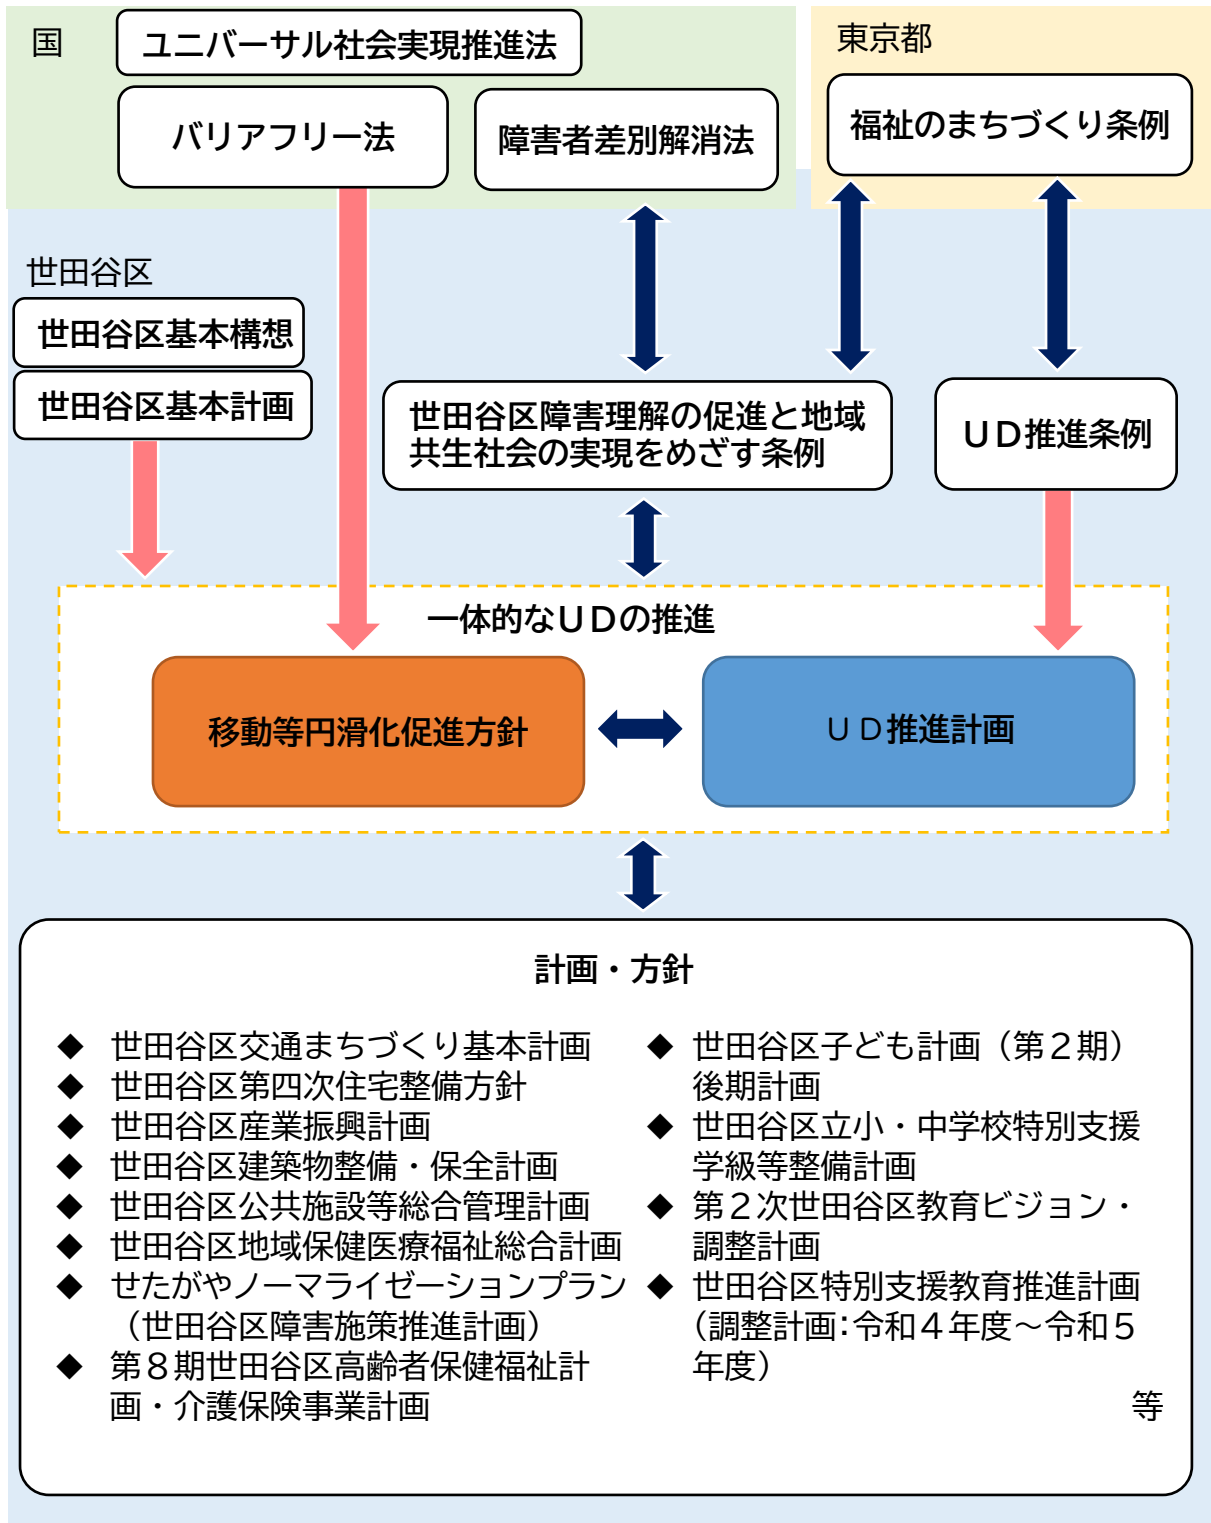 国
ユニバーサル社会実現推進法
バリアフリー法
障害者差別解消法
東京都
福祉のまちづくり条例
世田谷区
世田谷区基本構想
世田谷区基本計画
世田谷区障害理解の促進と地域
共生社会の実現をめざす条例
ＵＤ推進条例
一体的なＵＤの推進
移動等円滑化促進方針
ＵＤ推進計画
計画・方針
◆ 世田谷区交通まちづくり基本計画
◆ 世田谷区第四次住宅整備方針
◆ 世田谷区産業振興計画
◆ 世田谷区建築物整備・保全計画
◆ 世田谷区公共施設等総合管理計画
◆ 世田谷区地域保健医療福祉総合計画
◆ せたがやノーマライゼーションプラン
（世田谷区障害施策推進計画）
◆ 第８期世田谷区高齢者保健福祉計
画・介護保険事業計画
◆ 世田谷区子ども計画（第２期）
後期計画
◆ 世田谷区立小・中学校特別支援
学級等整備計画
◆ 第２次世田谷区教育ビジョン・
調整計画
◆ 世田谷区特別支援教育推進計画
（調整計画：令和４年度～令和５
年度）
等